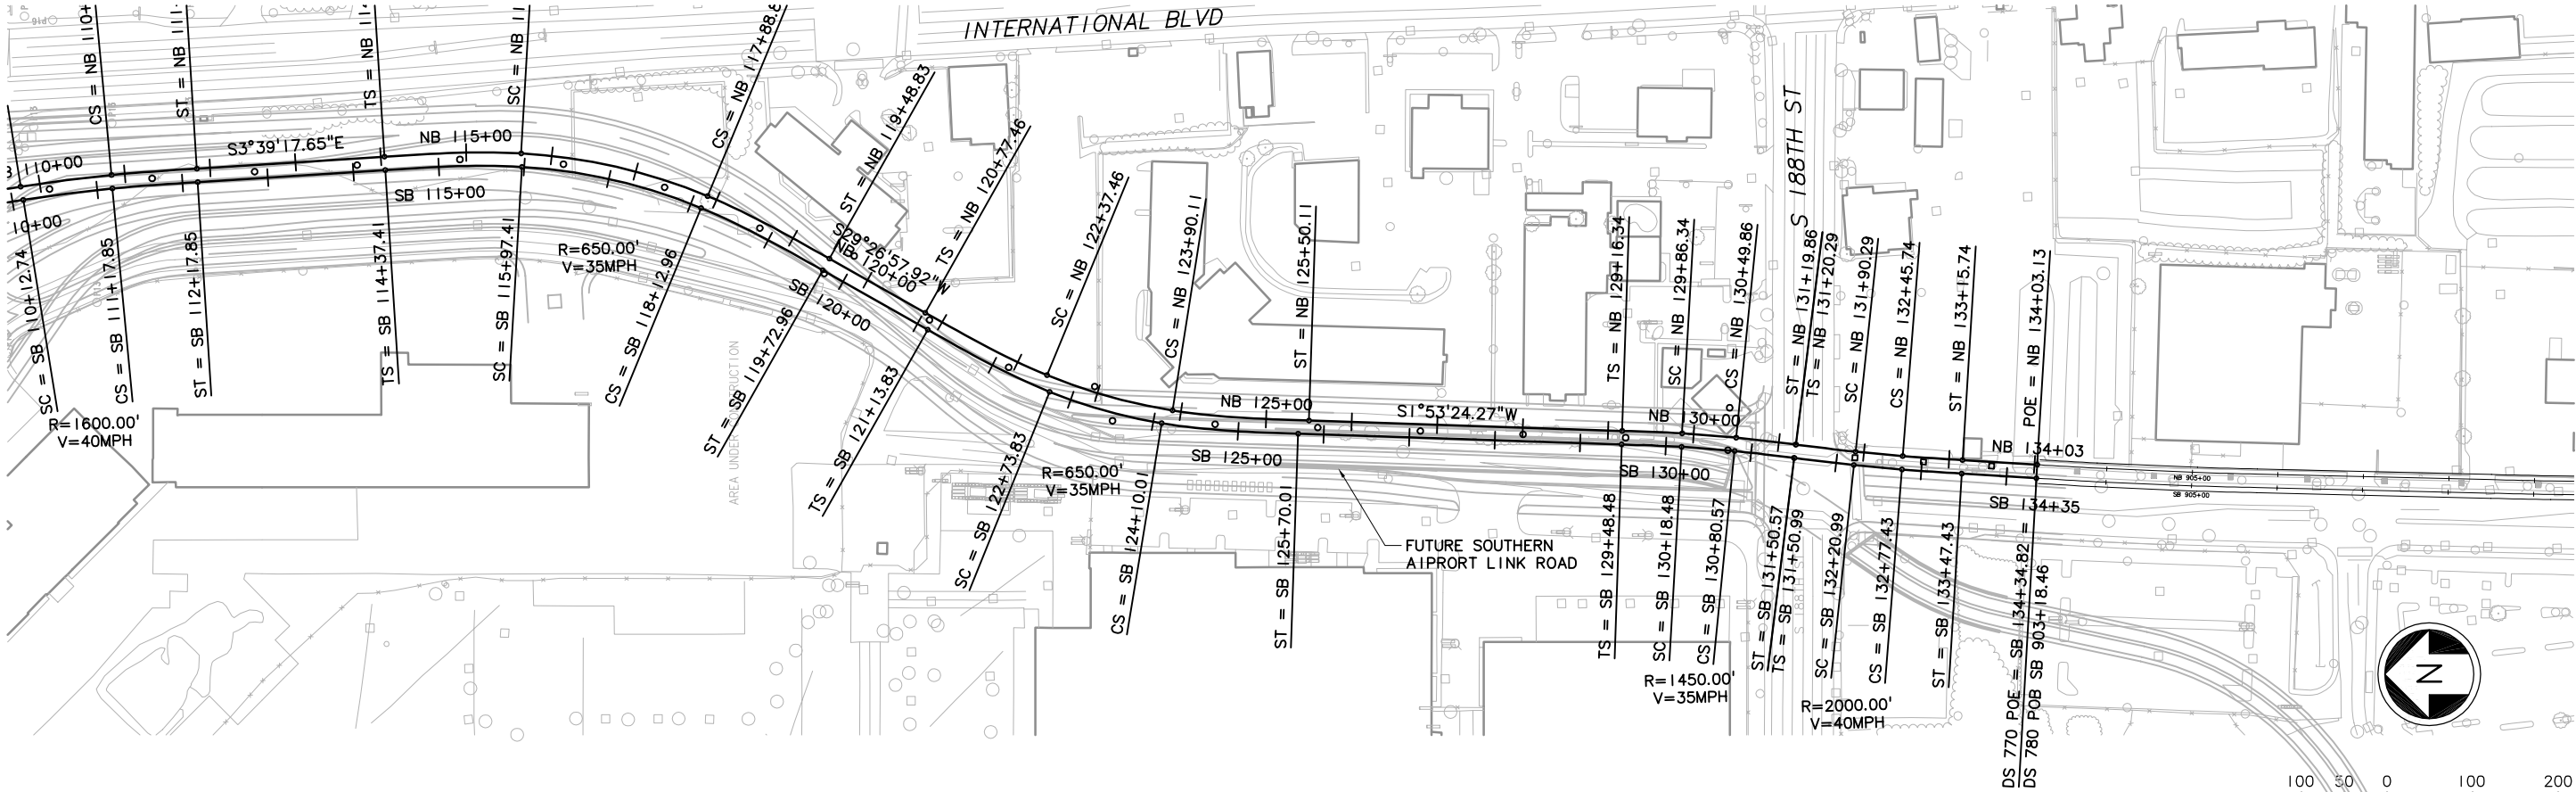 INTERNATIONAL BLVD
S 188TH ST
CS = NB 110+
ST = NB 111+
TS = NB 114
SC = NB 11
CS = NB 117+88.8
ST = NB 119+48.83
TS = NB 120+77.46
SC = NB 122+37.46
CS = NB 123+90.11
ST = NB 125+50.11
TS = NB 129+16.34
SC = NB 129+86.34
CS = NB 130+49.86
ST = NB 131+19.86
TS = NB 131+20.29
SC = NB 131+90.29
CS = NB 132+45.74
ST = NB 133+15.74
POE = NB 134+03.13
B 110+00
S3°39'17.65"E
NB 115+00
S29°26'57.92"W
NB 120+00
NB 125+00
S1°53'24.27"W
NB 130+00
NB 134+03
NB 905+00
10+00
SB 115+00
SB 120+00
SB 125+00
SB 130+00
SB 134+35
SB 905+00
SC = SB 110+12.74
CS = SB 111+17.85
ST = SB 112+17.85
TS = SB 114+37.41
SC = SB 115+97.41
CS = SB 118+12.96
ST = SB 119+72.96
TS = SB 121+13.83
SC = SB 122+73.83
CS = SB 124+10.01
ST = SB 125+70.01
TS = SB 129+48.48
SC = SB 130+18.48
CS = SB 130+80.57
ST = SB 131+50.57
TS = SB 131+50.99
SC = SB 132+20.99
CS = SB 132+77.43
ST = SB 133+47.43
DS 770 POE = SB 134+34.82 =
DS 780 POB SB 903+18.46
R=1600.00'
V=40MPH
R=650.00'
V=35MPH
R=650.00'
V=35MPH
R=1450.00'
V=35MPH
R=2000.00'
V=40MPH
AREA UNDER CONSTRUCTION
FUTURE SOUTHERN
AIPRORT LINK ROAD
N
100 50 0 100 200